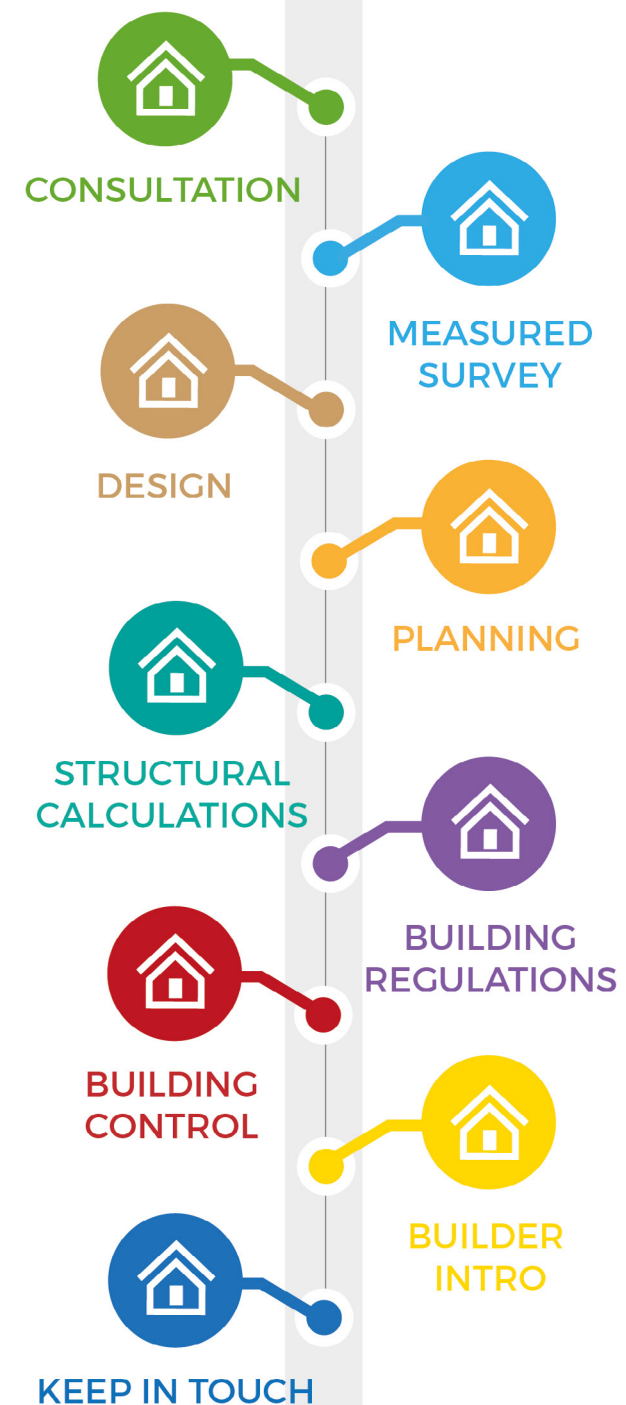 CONSULTATION
MEASURED
SURVEY
DESIGN
PLANNING
STRUCTURAL
CALCULATIONS
BUILDING
REGULATIONS
BUILDING
CONTROL
BUILDER
INTRO
KEEP IN TOUCH